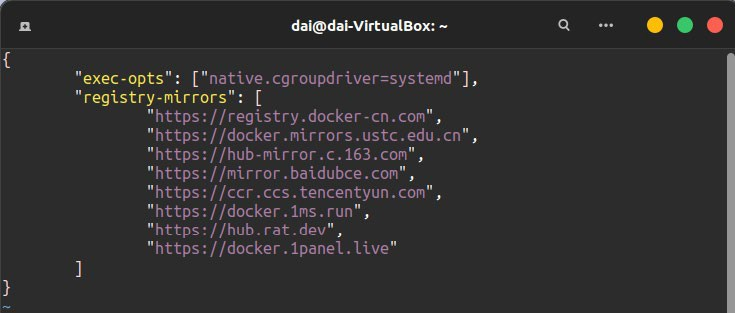 dai@dai-VirtualBox: ~
{
"exec-opts": ["native.cgroupdriver=systemd"],
"registry-mirrors": [
"https://registry.docker-cn.com",
"https://docker.mirrors.ustc.edu.cn",
"https://hub-mirror.c.163.com",
"https://mirror.baidubce.com",
"https://ccr.ccs.tencentyun.com",
"https://docker.1ms.run",
"https://hub.rat.dev",
"https://docker.1panel.live"
]
}
~